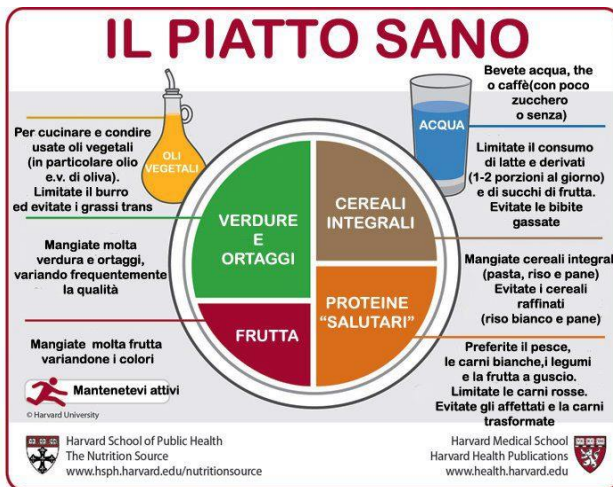 IL PIATTO SANO
Per cucinare e condire
usate oli vegetali
(in particolare olio
e.v. di oliva).
Limitate il burro
ed evitate i grassi trans
OLI
VEGETALI
Bevete acqua, the
o caffè(con poco
zucchero
o senza)
ACQUA
Limitate il consumo
di latte e derivati
(1-2 porzioni al giorno)
e di succhi di frutta.
Evitate le bibite
gassate
VERDURE
E
ORTAGGI
CEREALI
INTEGRALI
Mangiate molta
verdura e ortaggi,
variando frequentemente
la qualità
Mangiate cereali integral
(pasta, riso e pane)
Evitate i cereali
raffinati
(riso bianco e pane)
FRUTTA
PROTEINE
“SALUTARI”
Mangiate molta frutta
variandone i colori
Preferite il pesce,
le carni bianche,i legumi
e la frutta a guscio.
Limitate le carni rosse.
Evitate gli affettati e la carni
trasformate
Mantenetevi attivi
© Harvard University
Harvard School of Public Health
The Nutrition Source
www.hsph.harvard.edu/nutritionsource
Harvard Medical School
Harvard Health Publications
www.health.harvard.edu